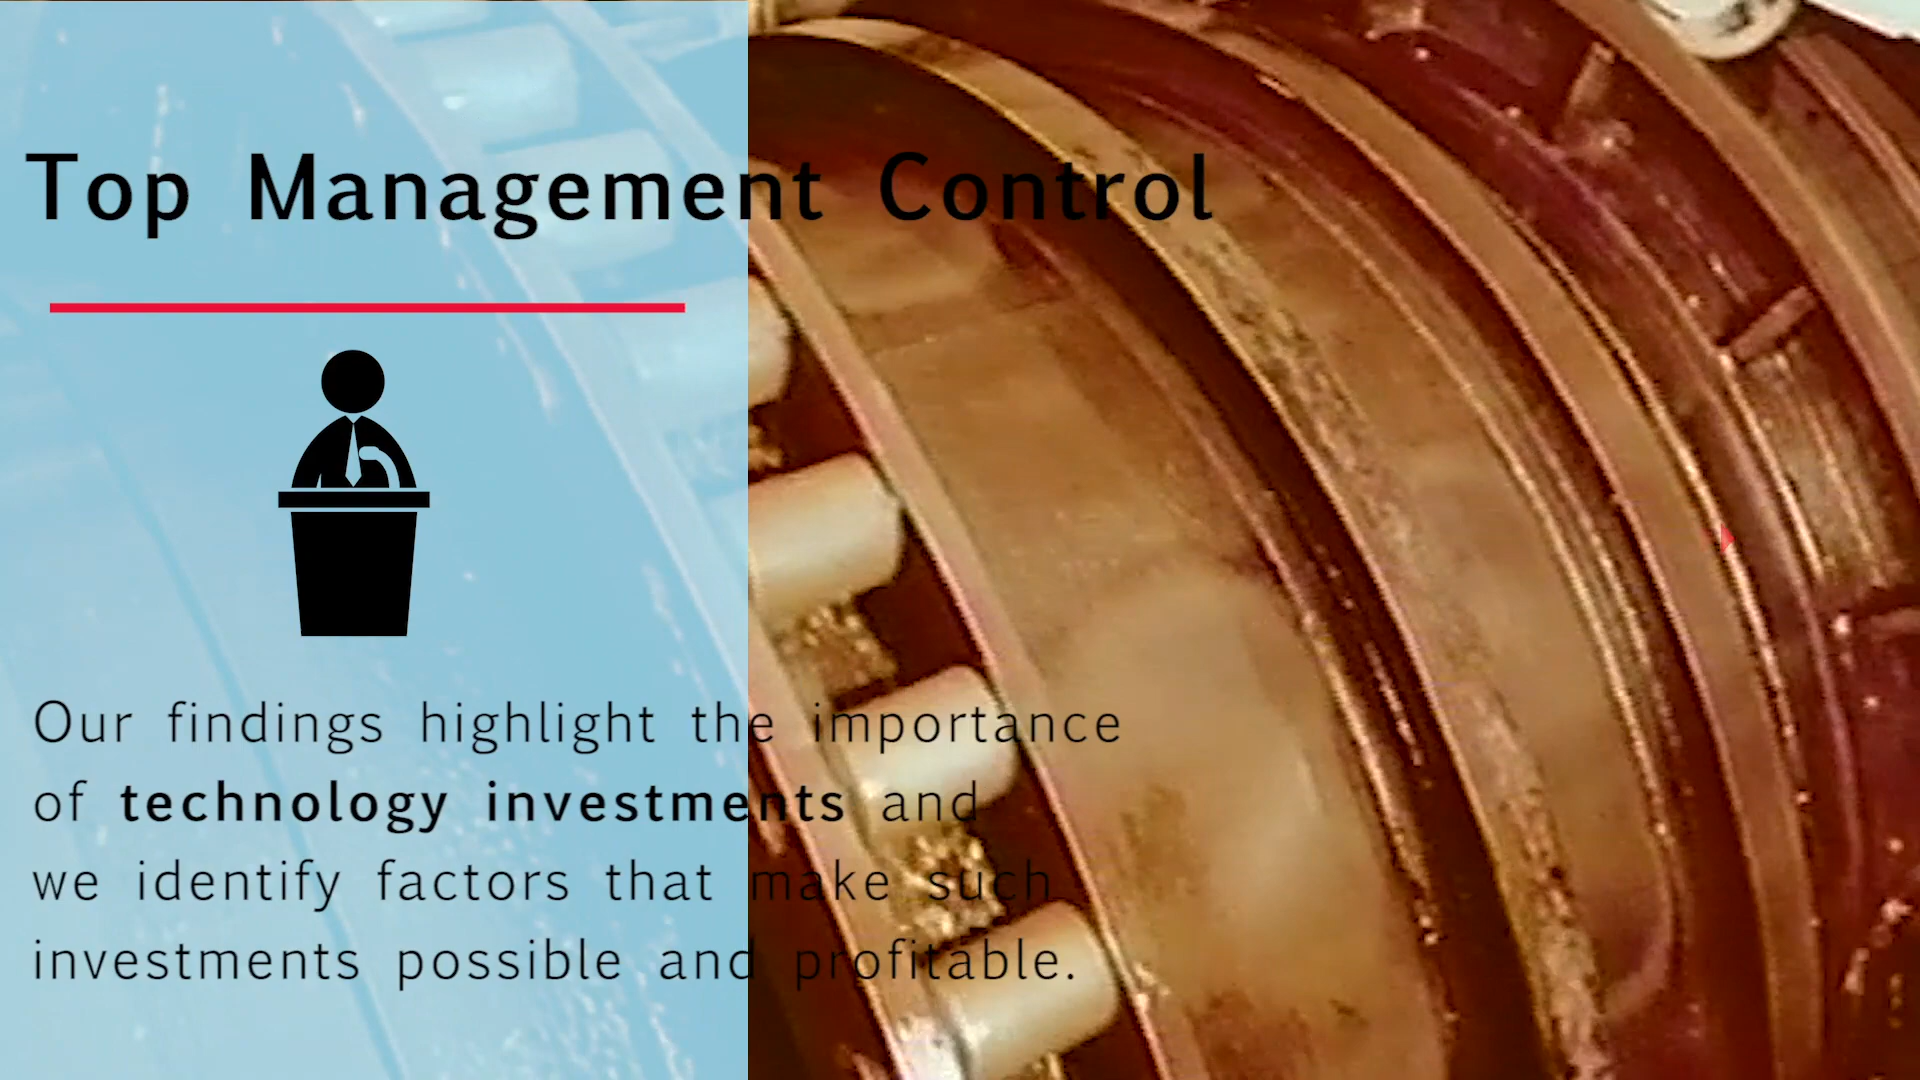 Top Management Control
Our findings highlight the importance
of technology investments and
we identify factors that make such
investments possible and profitable.